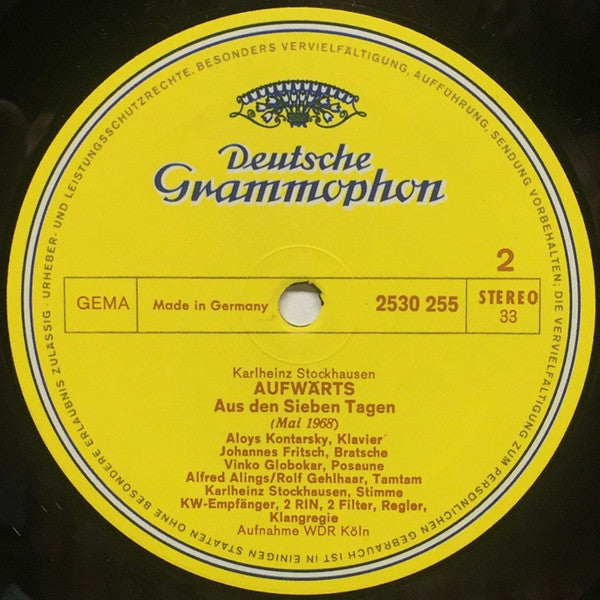 URHEBER- UND LEISTUNGSSCHUTZRECHTE, BESONDERS VERVIELFÄLTIGUNG, AUFFÜHRUNG, SENDUNG VORBEHALTEN; DIE VERVIELFÄLTIGUNG ZUM PERSÖNLICHEN GEBRAUCH IST IN EINIGEN STAATEN OHNE BESONDERE ERLAUBNIS ZULÄSSIG ·
Deutsche
Grammophon
2
GEMA
Made in Germany
2530 255
STEREO
33
Karlheinz Stockhausen
AUFWÄRTS
Aus den Sieben Tagen
(Mai 1968)
Aloys Kontarsky, Klavier
Johannes Fritsch, Bratsche
Vinko Globokar, Posaune
Alfred Alings/Rolf Gehlhaar, Tamtam
Karlheinz Stockhausen, Stimme
KW-Empfänger, 2 RIN, 2 Filter, Regler,
Klangregie
Aufnahme WDR Köln